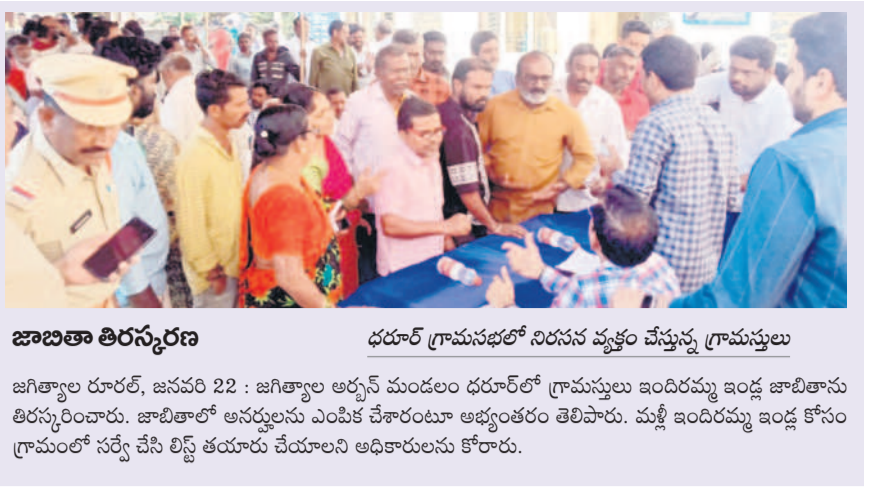 జాబితా తిరస్కరణ
ధరూర్ గ్రామసభలో నిరసన వ్యక్తం చేస్తున్న గ్రామస్తులు
జగిత్యాల రూరల్, జనవరి 22 : జగిత్యాల అర్బన్ మండలం ధరూర్‌లో గ్రామస్తులు ఇందిరమ్మ ఇండ్ల జాబితాను
తిరస్కరించారు. జాబితాలో అనర్హులను ఎంపిక చేశారంటూ అభ్యంతరం తెలిపారు. మళ్లీ ఇందిరమ్మ ఇండ్ల కోసం
గ్రామంలో సర్వే చేసి లిస్ట్ తయారు చేయాలని అధికారులను కోరారు.